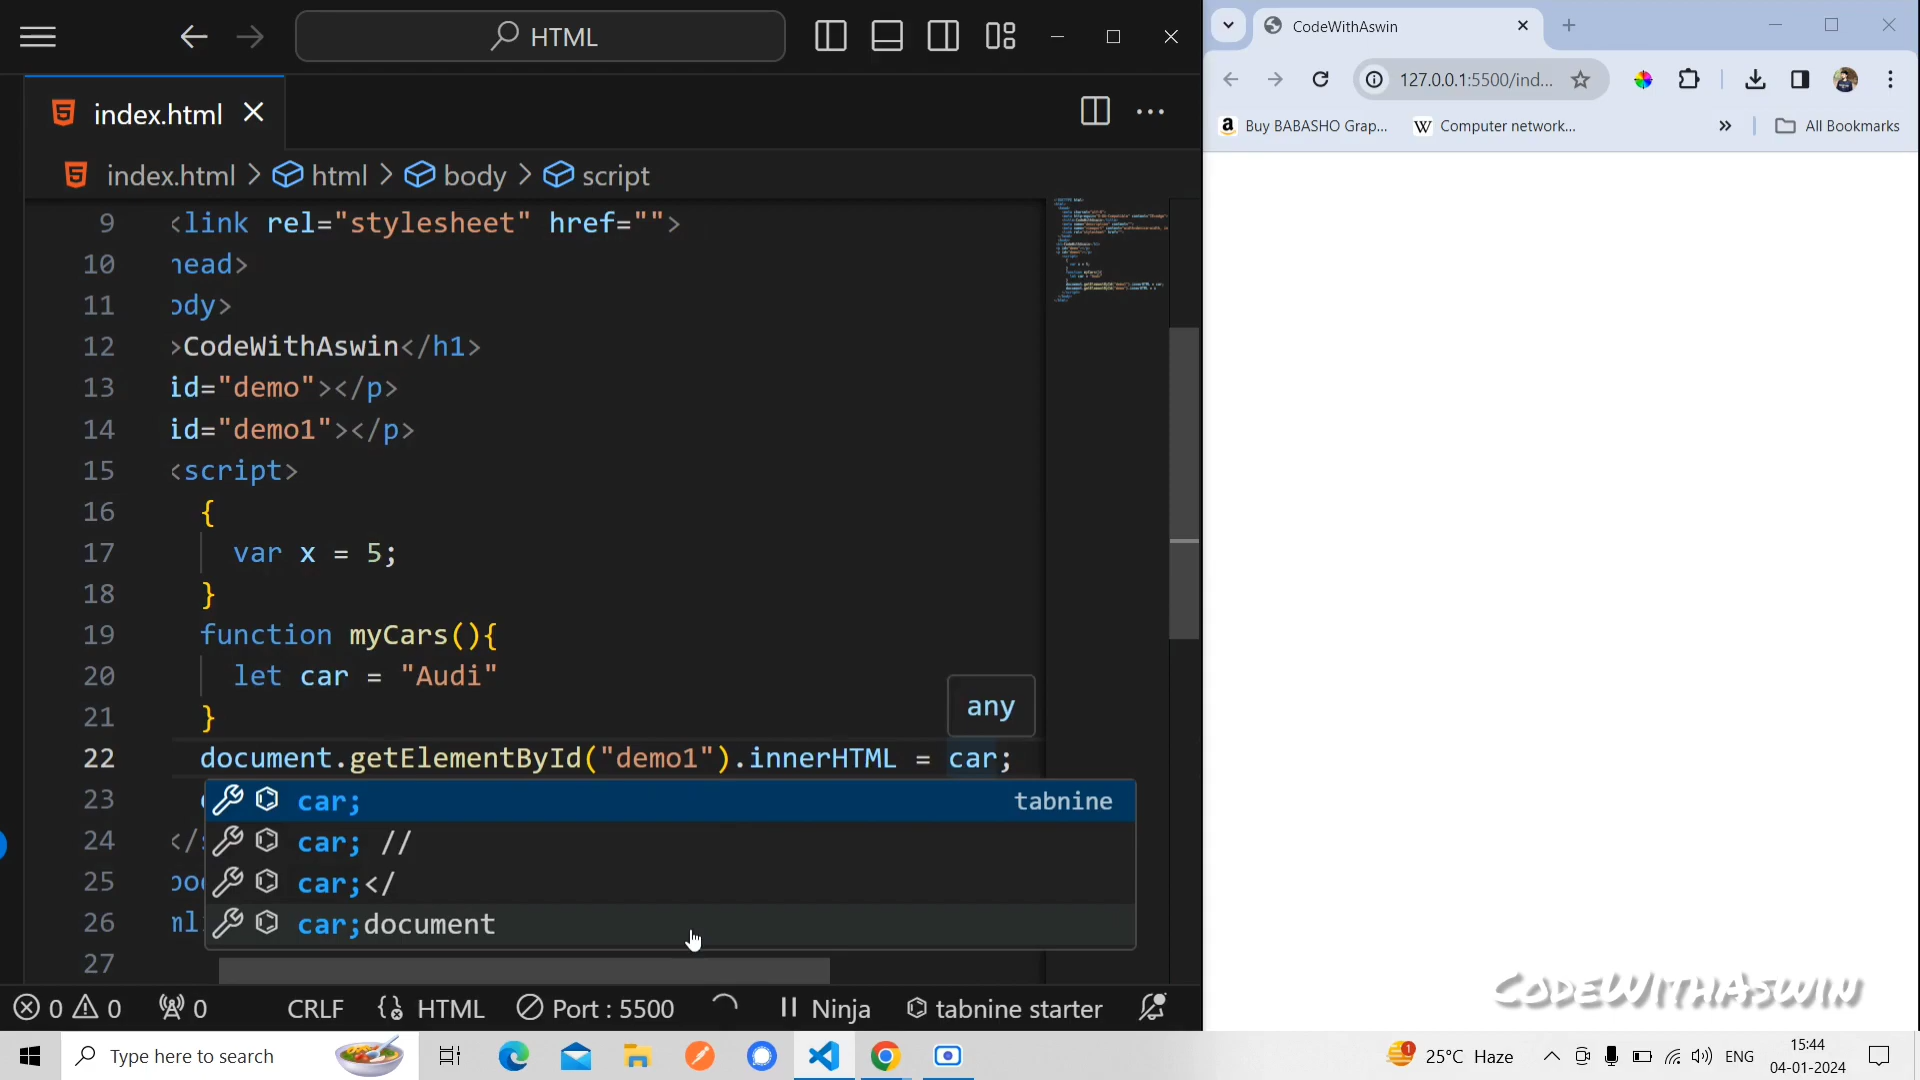 HTML
index.html
index.html > html > body > script
9 <link rel="stylesheet" href="">
10 head>
11 ody>
12 >CodeWithAswin</h1>
13 id="demo"></p>
14 id="demo1"></p>
15 <script>
16 {
17 var x = 5;
18 }
19 function myCars(){
20 let car = "Audi"
21 }
any
22 document.getElementById("demo1").innerHTML = car;
23
car; tabnine
car; //
24 </
car;</
25
car;document
26 ml
27
0 0 0 CRLF {} HTML Port : 5500 Ninja tabnine starter
CodeWithAswin
127.0.0.1:5500/ind...
Buy BABASHO Grap... Computer network... » All Bookmarks
CodeWithAswin
Type here to search
25°C Haze ENG 15:44
04-01-2024